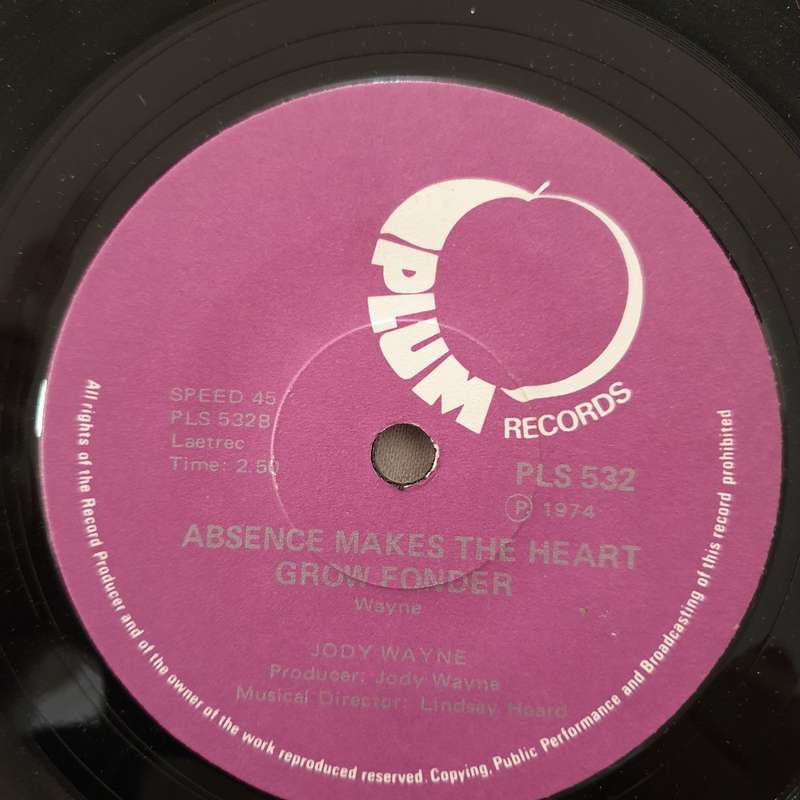 PLUM
RECORDS
SPEED 45
PLS 532B
Laetrec
Time: 2.50
PLS 532
Ⓟ 1974
ABSENCE MAKES THE HEART
GROW FONDER
Wayne
JODY WAYNE
Producer: Jody Wayne
Musical Director: Lindsay Heard
All rights of the Record Producer and of the owner of the work reproduced reserved. Copying, Public Performance and Broadcasting of this record prohibited